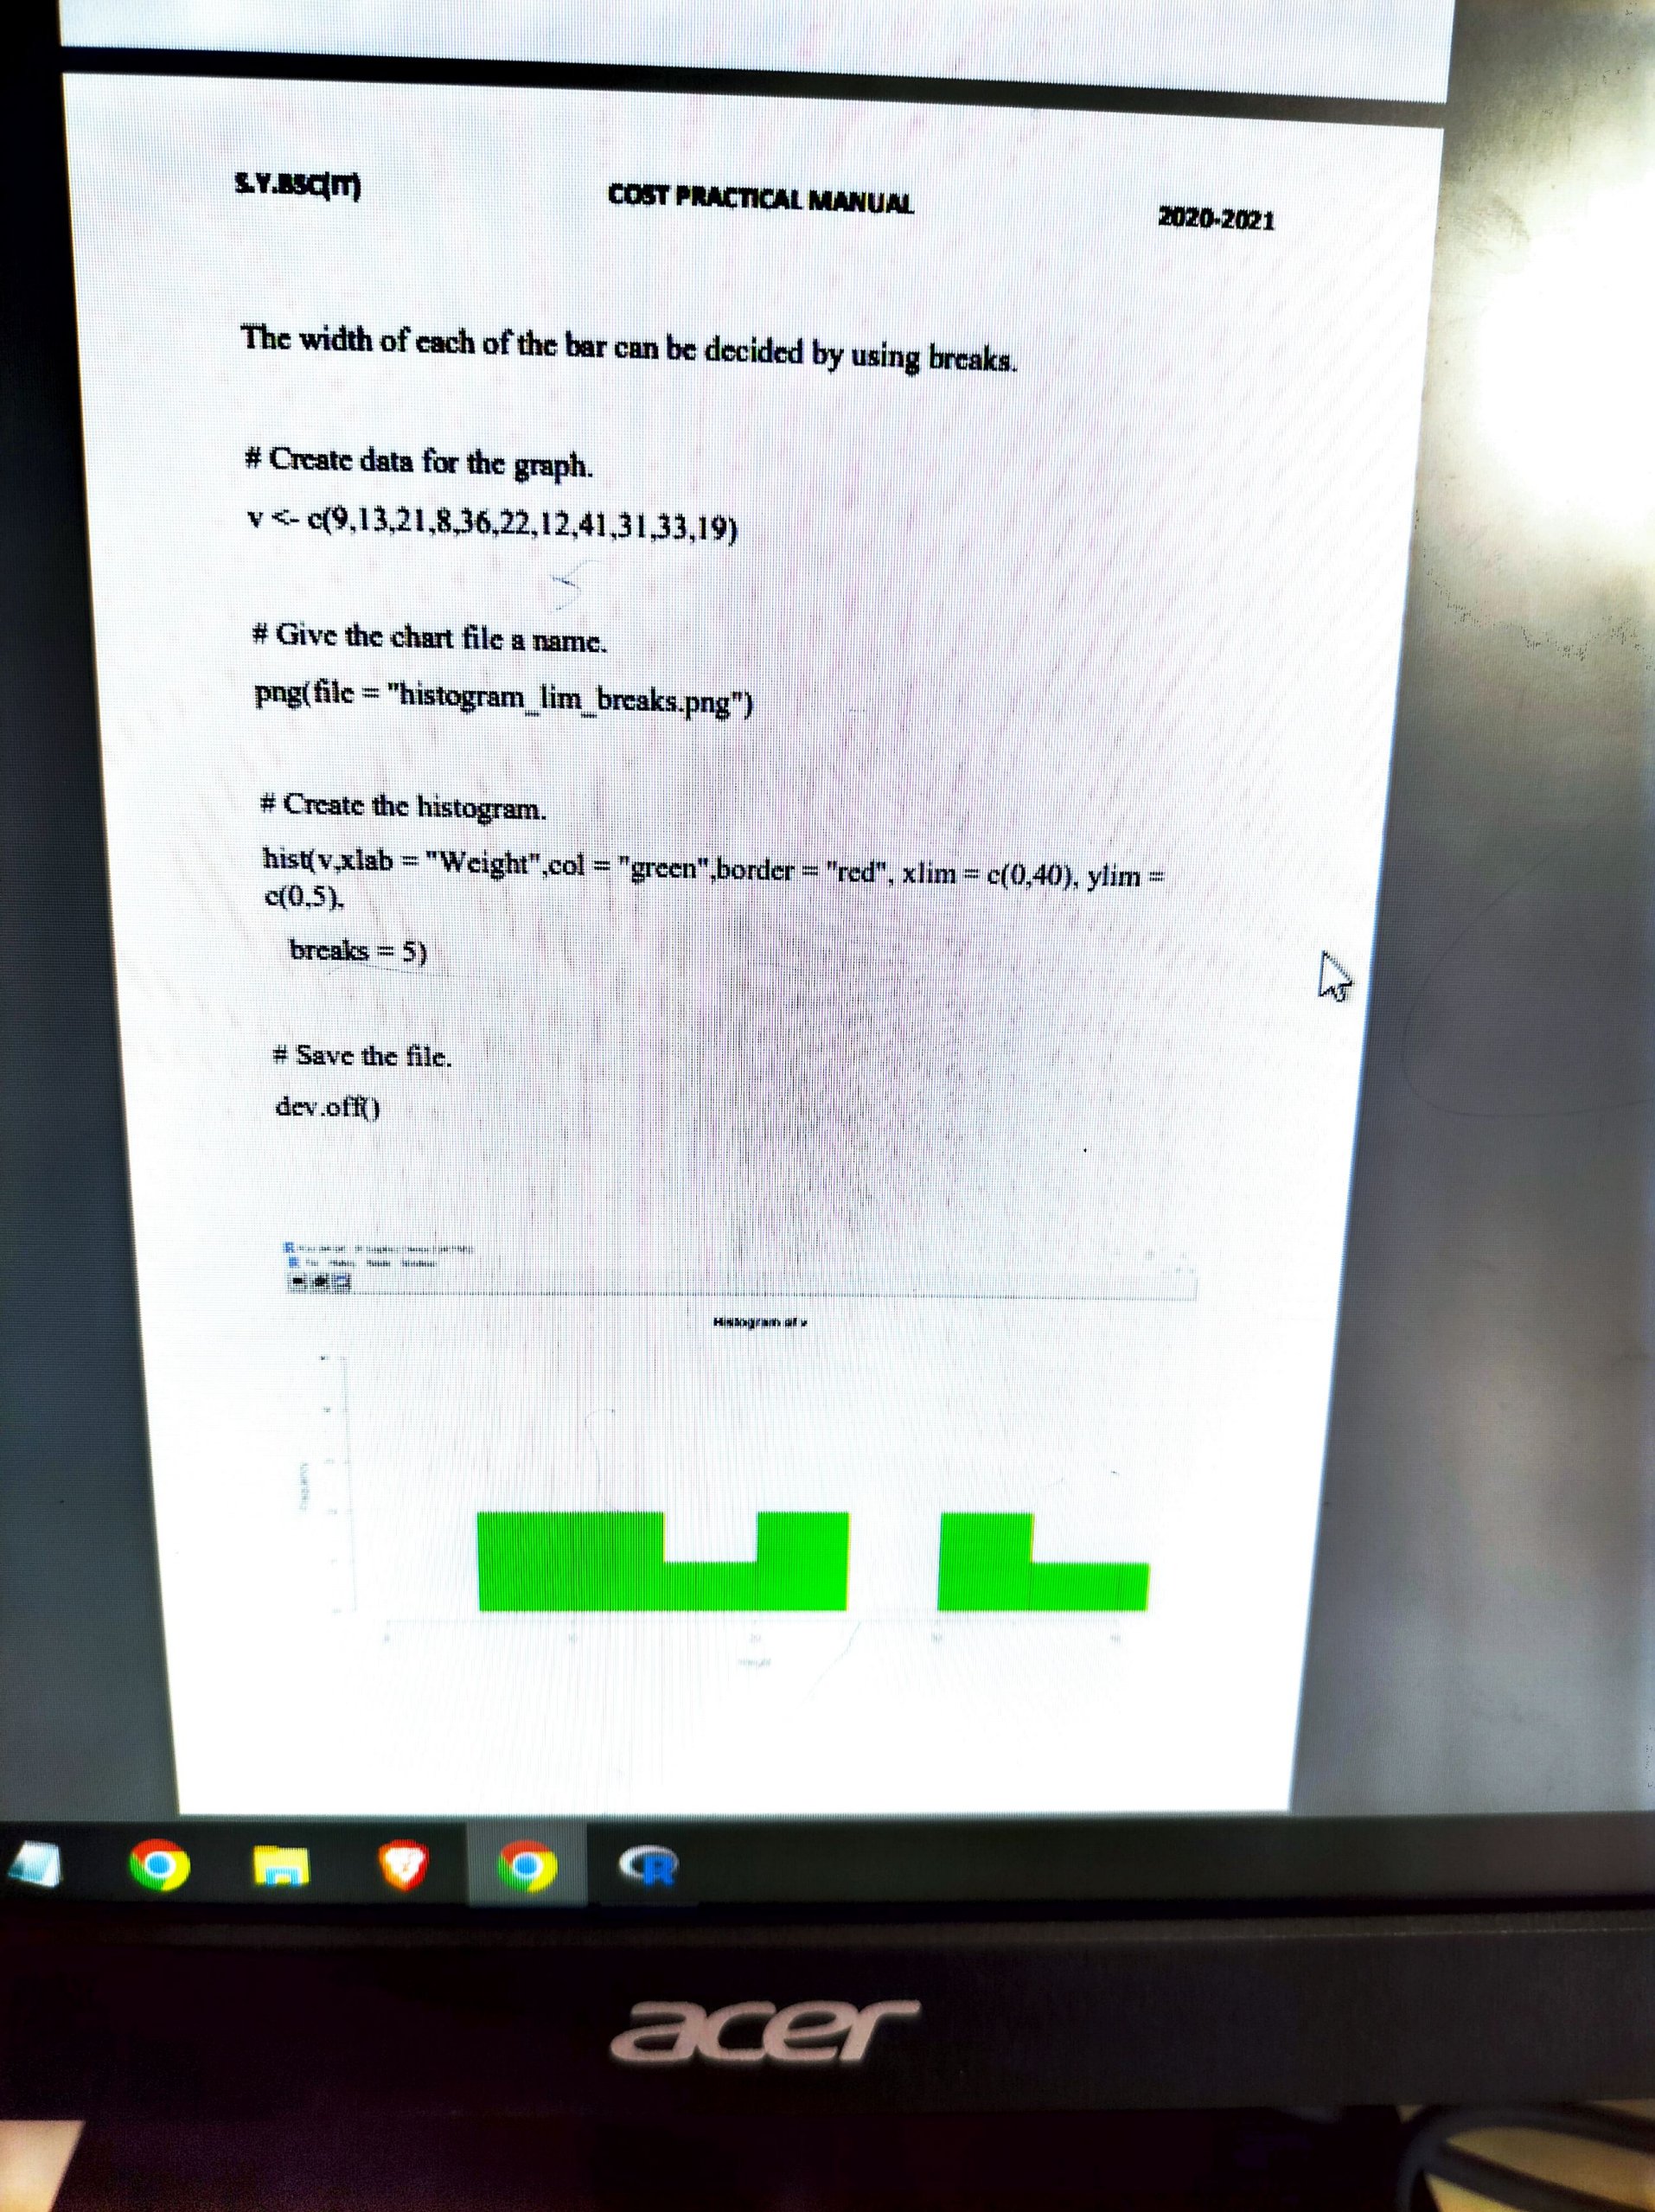 S.Y.BSC(IT)
COST PRACTICAL MANUAL
2020-2021
The width of each of the bar can be decided by using breaks.
# Create data for the graph.
v <- c(9,13,21,8,36,22,12,41,31,33,19)
# Give the chart file a name.
png(file = "histogram_lim_breaks.png")
# Create the histogram.
hist(v,xlab = "Weight",col = "green",border = "red", xlim = c(0,40), ylim =
c(0,5),
breaks = 5)
# Save the file.
dev.off()
Histogram of v
acer